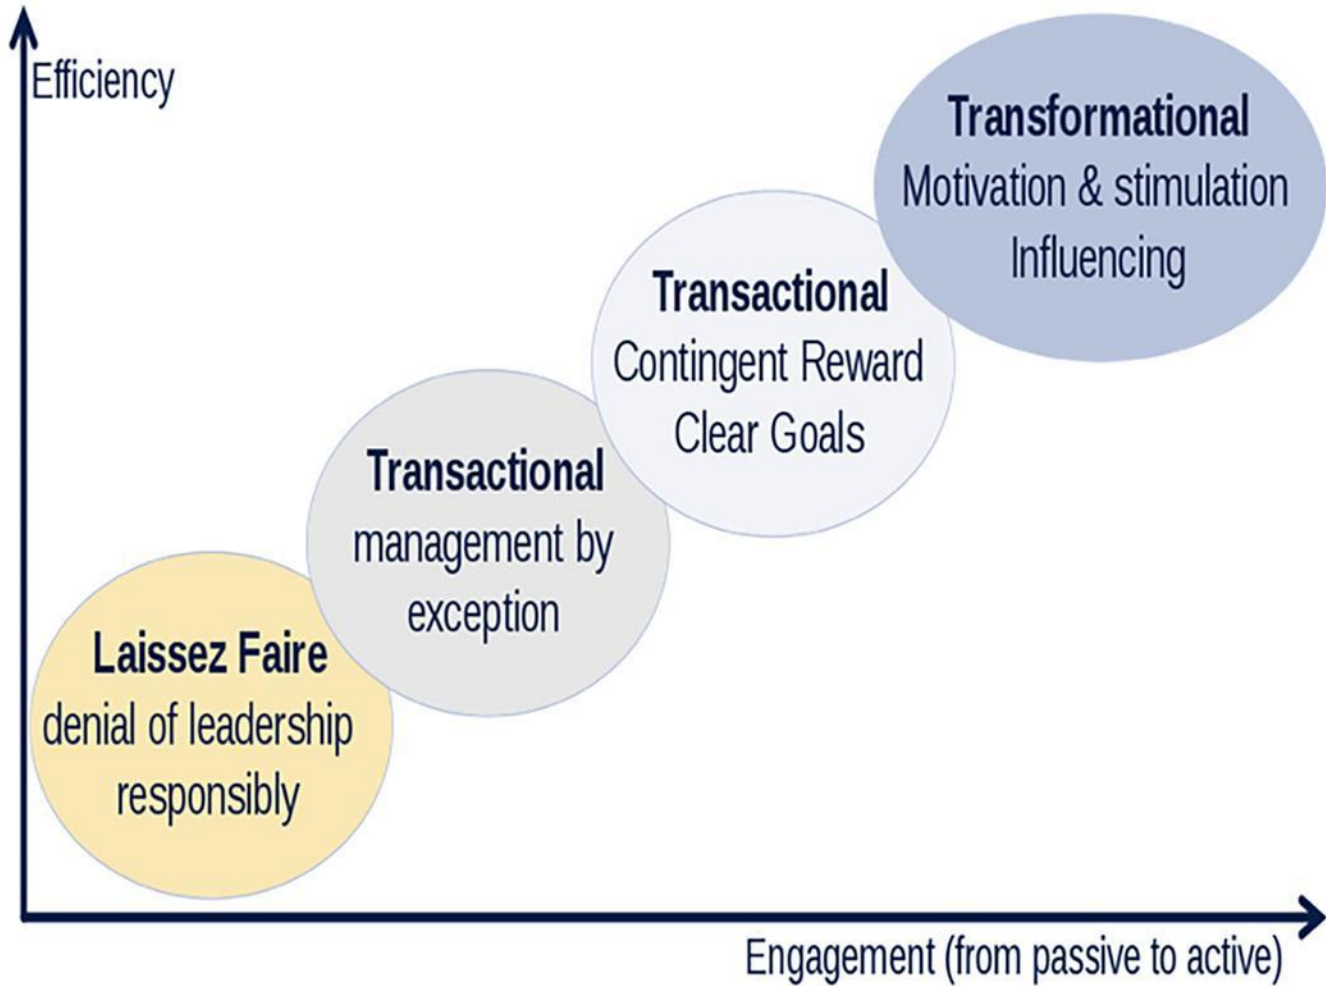 Efficiency
Transformational
Motivation & stimulation
Influencing
Transactional
Contingent Reward
Clear Goals
Transactional
management by
exception
Laissez Faire
denial of leadership
responsibly
Engagement (from passive to active)